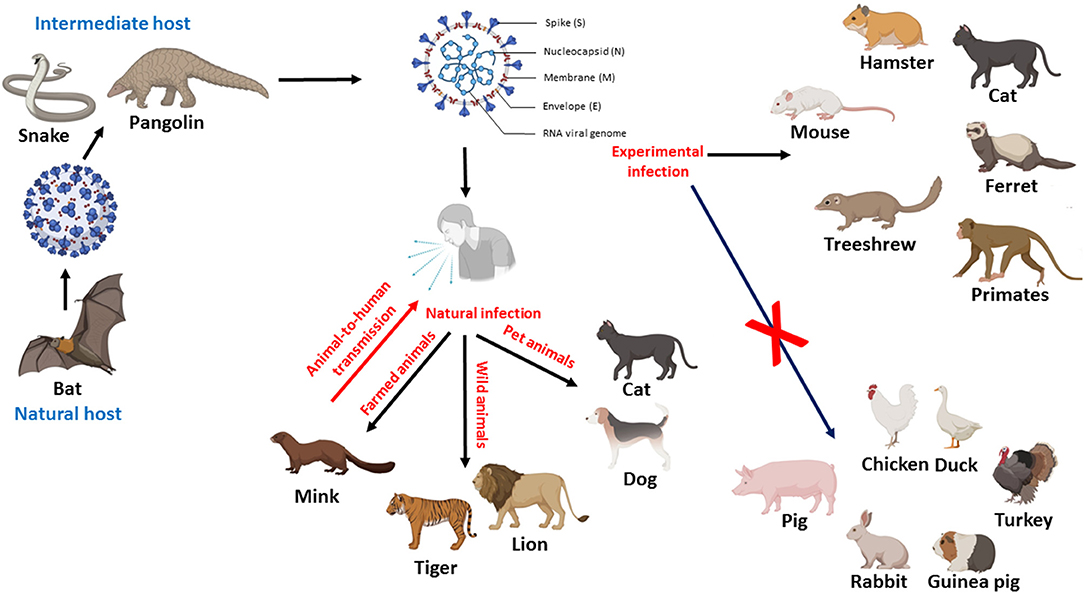 Intermediate host
Snake
Pangolin
Bat
Natural host
Spike (S)
Nucleocapsid (N)
Membrane (M)
Envelope (E)
RNA viral genome
Natural infection
Animal-to-human
transmission
Farmed animals
Wild animals
Pet animals
Mink
Tiger
Lion
Cat
Dog
Experimental
infection
Hamster
Cat
Mouse
Ferret
Treeshrew
Primates
Chicken
Duck
Pig
Turkey
Rabbit
Guinea pig